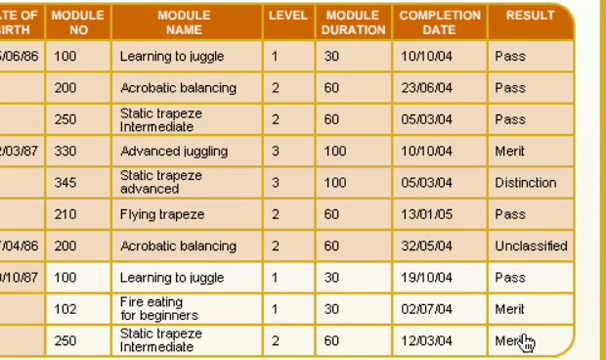 ATE OF BIRTH MODULE NO MODULE NAME LEVEL MODULE DURATION COMPLETION DATE RESULT
5/06/86 100 Learning to juggle 1 30 10/10/04 Pass
200 Acrobatic balancing 2 60 23/06/04 Pass
250 Static trapeze Intermediate 2 60 05/03/04 Pass
2/03/87 330 Advanced juggling 3 100 10/10/04 Merit
345 Static trapeze advanced 3 100 05/03/04 Distinction
210 Flying trapeze 2 60 13/01/05 Pass
7/04/86 200 Acrobatic balancing 2 60 32/05/04 Unclassified
/10/87 100 Learning to juggle 1 30 19/10/04 Pass
102 Fire eating for beginners 1 30 02/07/04 Merit
250 Static trapeze Intermediate 2 60 12/03/04 Merit